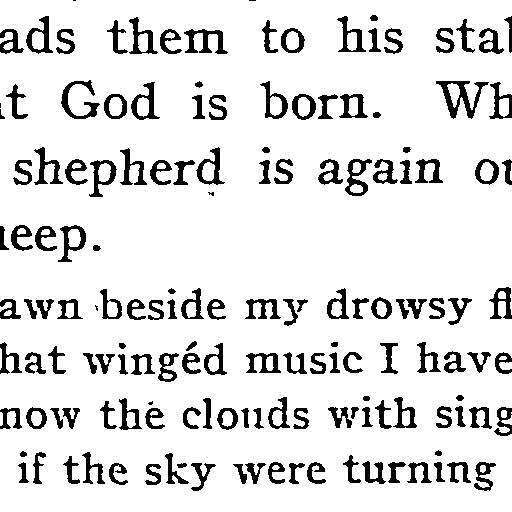 ads them to his stal
t God is born. Wh
shepherd is again ou
heep.
awn beside my drowsy fl
hat wingéd music I have
now the clouds with sing
if the sky were turning